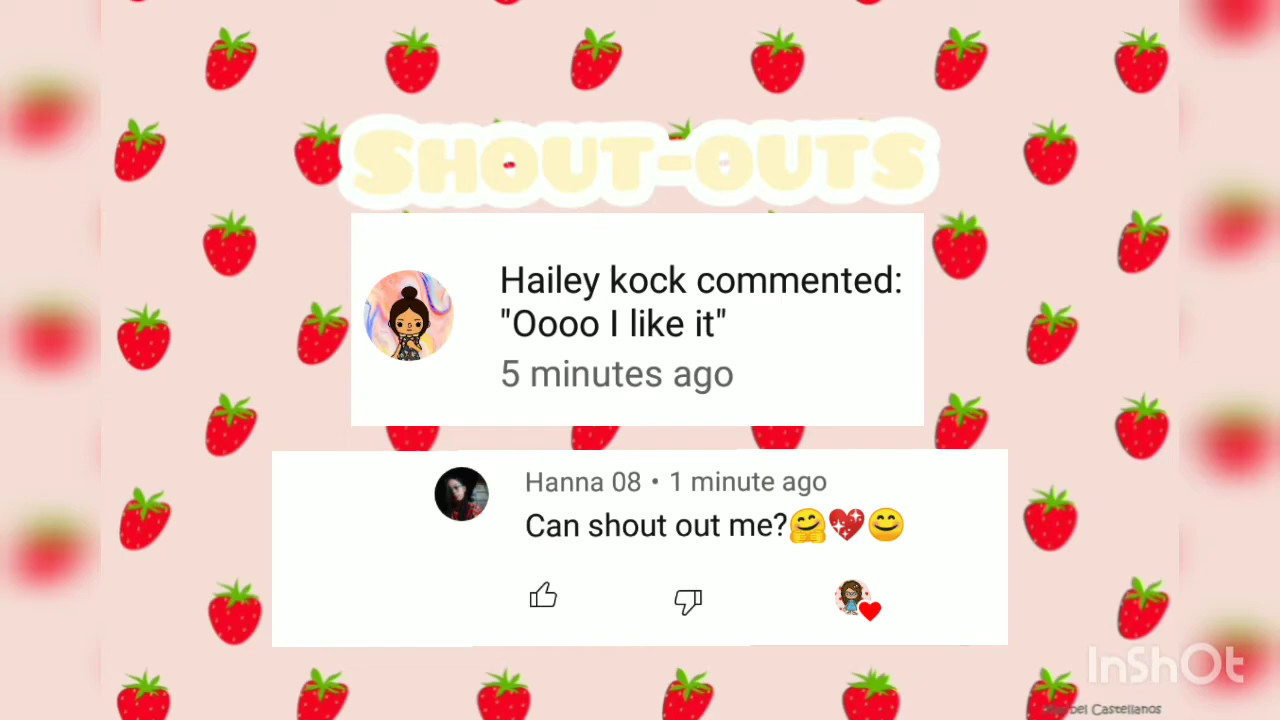 SHOUT-OUTS
Hailey kock commented:
"Oooo I like it"
5 minutes ago
Hanna 08 • 1 minute ago
Can shout out me?🤗💖😊
InShOt
Castellanos